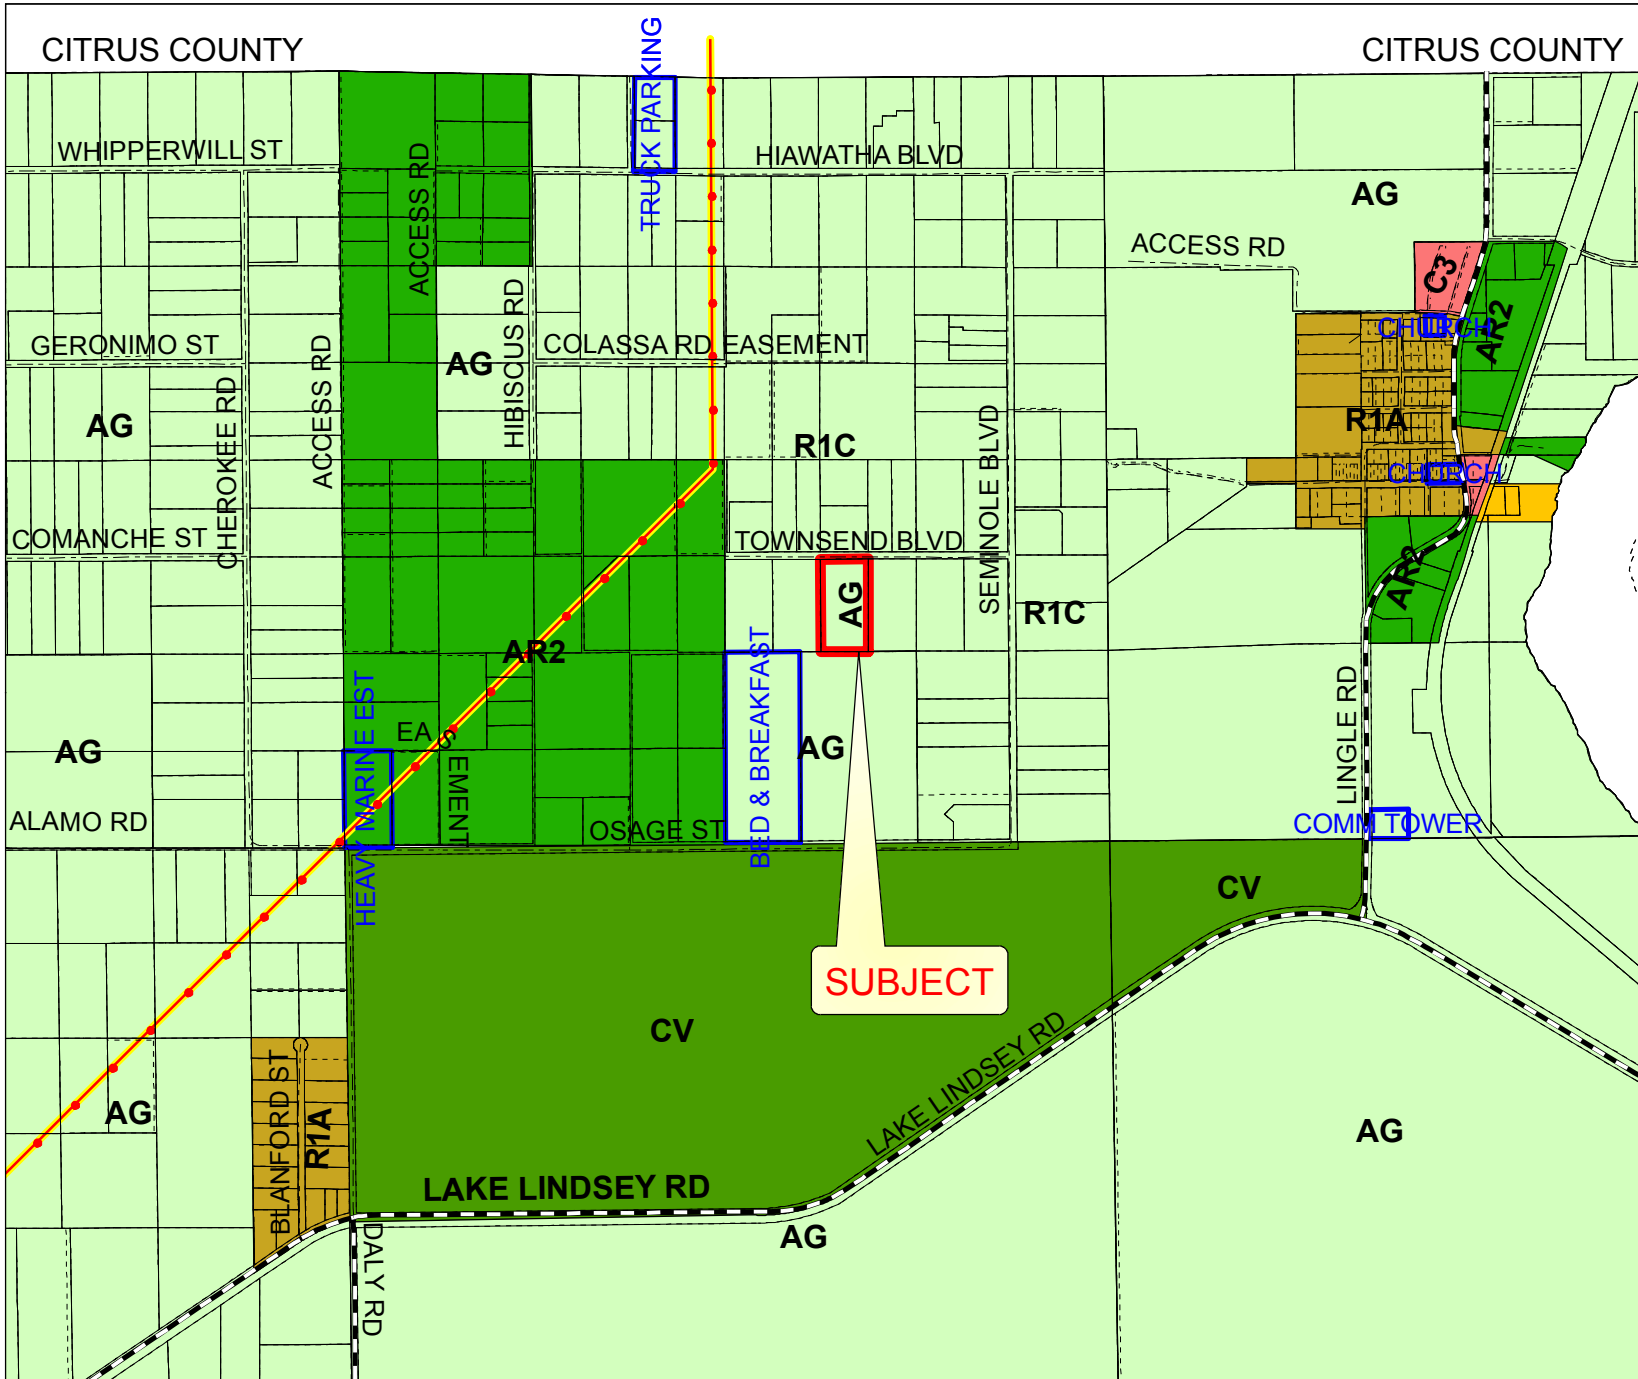 CITRUS COUNTY
CITRUS COUNTY
TRUCK PARKING
WHIPPERWILL ST
ACCESS RD
HIAWATHA BLVD
AG
ACCESS RD
C3
HIBISCUS RD
GERONIMO ST
ACCESS RD
AG
COLASSA RD
EASEMENT
CHURCH
AR2
AG
CHEROKEE RD
R1C
SEMINOLE BLVD
R1A
CHURCH
COMANCHE ST
TOWNSEND BLVD
AG
R1C
AR2
AR2
BED & BREAKFAST
LINGLE RD
AG
HEAVY MARINE EST
EASEMENT
AG
ALAMO RD
OSAGE ST
COMM TOWER
CV
SUBJECT
CV
LAKE LINDSEY RD
AG
BLANFORD ST
R1A
AG
LAKE LINDSEY RD
AG
DALY RD